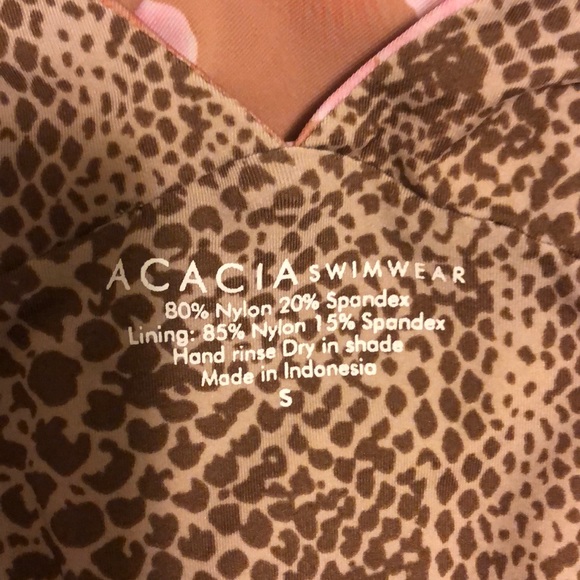 ACACIA SWIMWEAR
80% Nylon 20% Spandex
Lining: 85% Nylon 15% Spandex
Hand rinse Dry in shade
Made in Indonesia
S